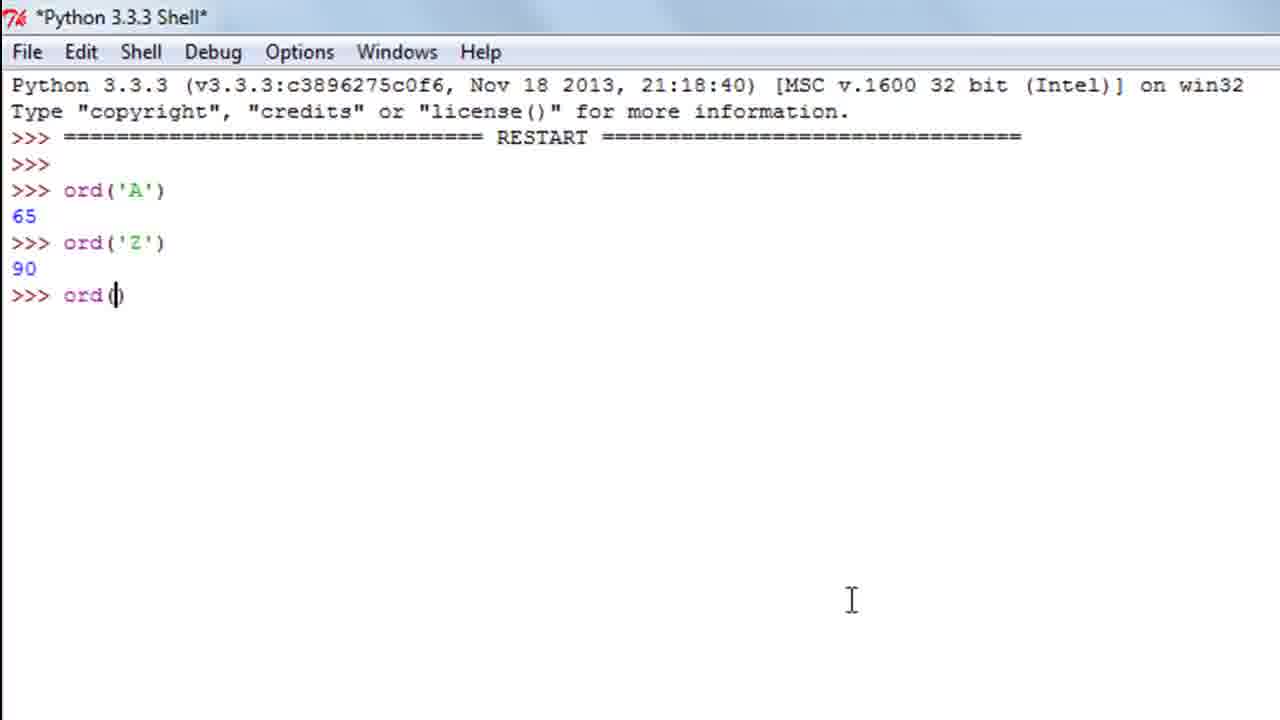 *Python 3.3.3 Shell*
File Edit Shell Debug Options Windows Help
Python 3.3.3 (v3.3.3:c3896275c0f6, Nov 18 2013, 21:18:40) [MSC v.1600 32 bit (Intel)] on win32
Type "copyright", "credits" or "license()" for more information.
>>> ================================ RESTART ================================
>>>
>>> ord('A')
65
>>> ord('Z')
90
>>> ord()